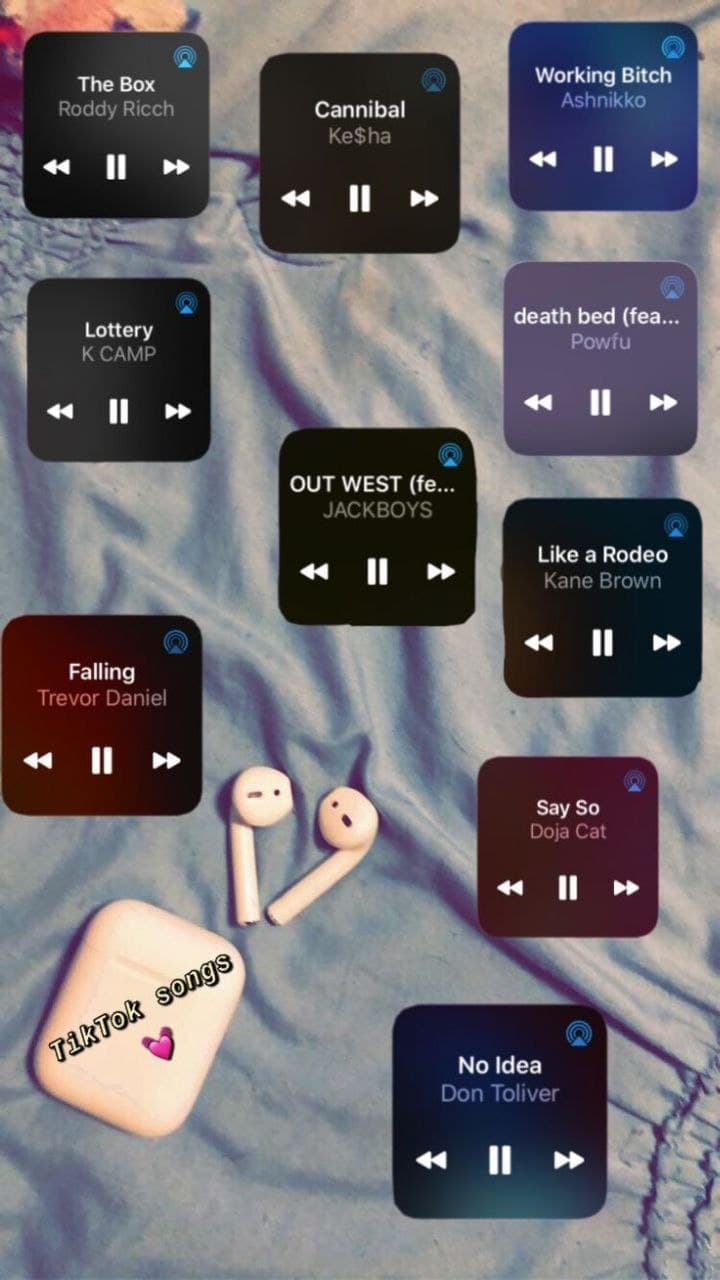 The Box
Roddy Ricch
Cannibal
Ke$ha
Working Bitch
Ashnikko
Lottery
K CAMP
death bed (fea...
Powfu
OUT WEST (fe...
JACKBOYS
Like a Rodeo
Kane Brown
Falling
Trevor Daniel
Say So
Doja Cat
TikTok songs
No Idea
Don Toliver